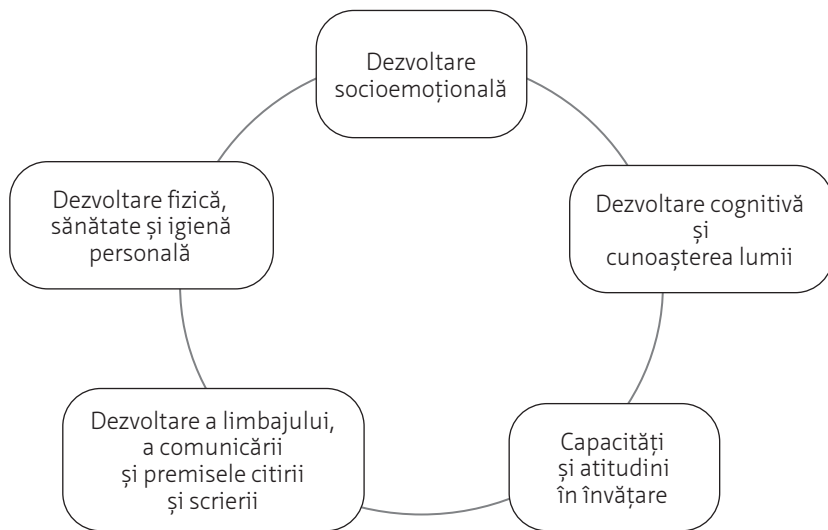 Dezvoltare
socioemoțională
Dezvoltare fizică,
sănătate și igienă
personală
Dezvoltare cognitivă
și
cunoașterea lumii
Dezvoltare a limbajului,
a comunicării
și premisele citirii
și scrierii
Capacități
și atitudini
în învățare